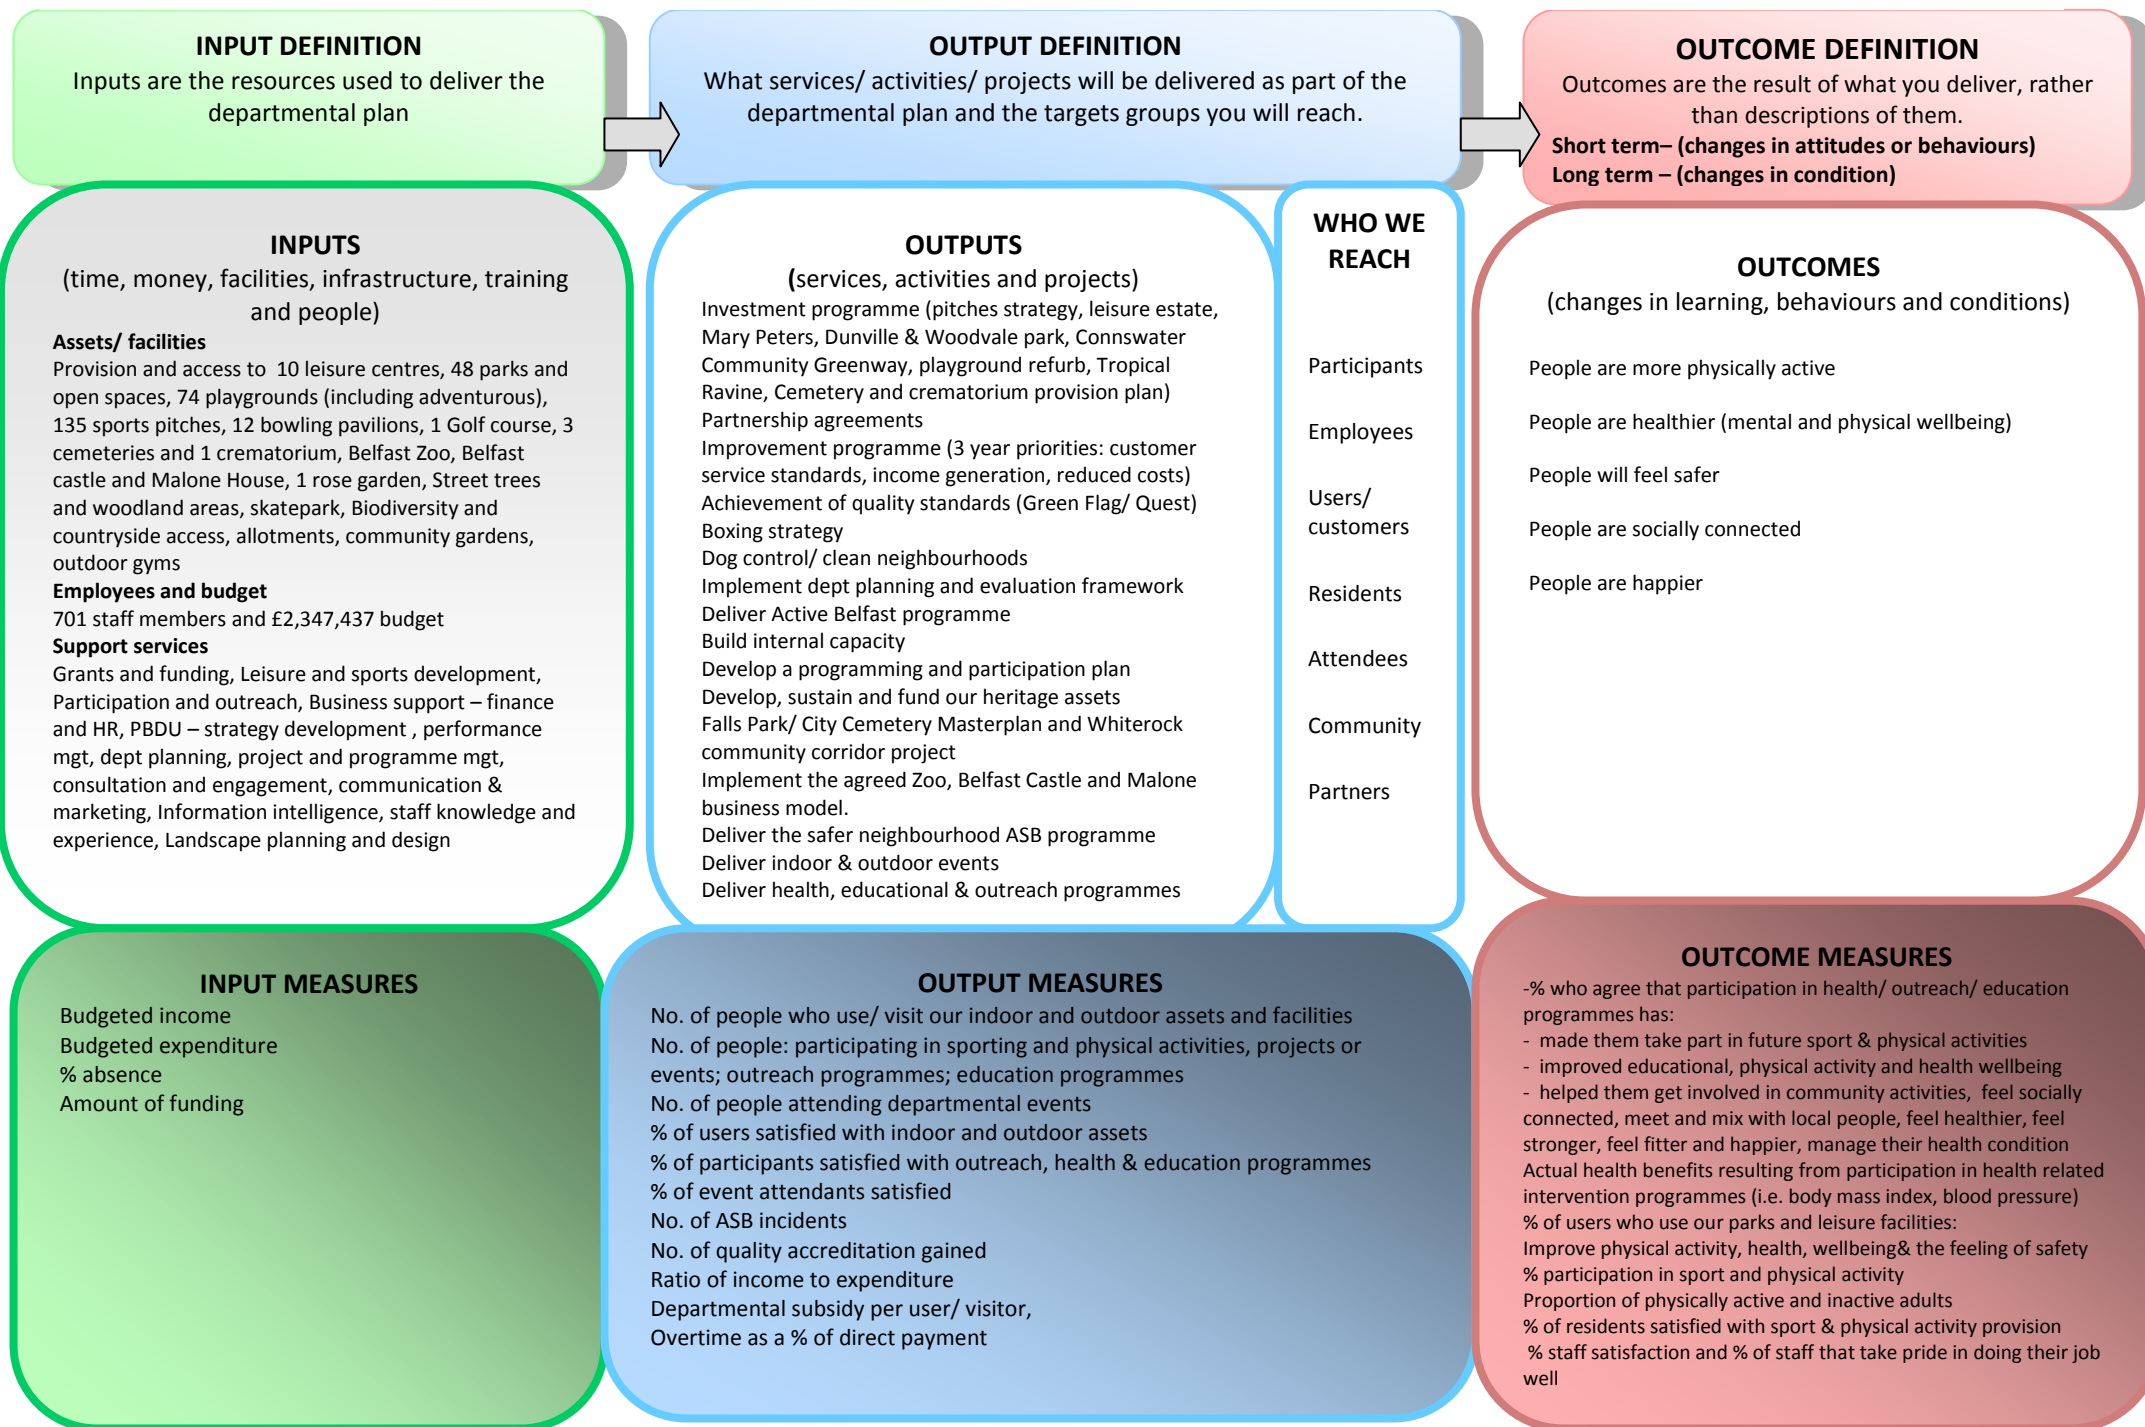 INPUT DEFINITION
Inputs are the resources used to deliver the
departmental plan
OUTPUT DEFINITION
What services/ activities/ projects will be delivered as part of the
departmental plan and the targets groups you will reach.
OUTCOME DEFINITION
Outcomes are the result of what you deliver, rather
than descriptions of them.
Short term– (changes in attitudes or behaviours)
Long term – (changes in condition)
INPUTS
(time, money, facilities, infrastructure, training
and people)
Assets/ facilities
Provision and access to  10 leisure centres, 48 parks and
open spaces, 74 playgrounds (including adventurous),
135 sports pitches, 12 bowling pavilions, 1 Golf course, 3
cemeteries and 1 crematorium, Belfast Zoo, Belfast
castle and Malone House, 1 rose garden, Street trees
and woodland areas, skatepark, Biodiversity and
countryside access, allotments, community gardens,
outdoor gyms
Employees and budget
701 staff members and £2,347,437 budget
Support services
Grants and funding, Leisure and sports development,
Participation and outreach, Business support – finance
and HR, PBDU – strategy development , performance
mgt, dept planning, project and programme mgt,
consultation and engagement, communication &
marketing, Information intelligence, staff knowledge and
experience, Landscape planning and design
OUTPUTS
(services, activities and projects)
Investment programme (pitches strategy, leisure estate,
Mary Peters, Dunville & Woodvale park, Connswater
Community Greenway, playground refurb, Tropical
Ravine, Cemetery and crematorium provision plan)
Partnership agreements
Improvement programme (3 year priorities: customer
service standards, income generation, reduced costs)
Achievement of quality standards (Green Flag/ Quest)
Boxing strategy
Dog control/ clean neighbourhoods
Implement dept planning and evaluation framework
Deliver Active Belfast programme
Build internal capacity
Develop a programming and participation plan
Develop, sustain and fund our heritage assets
Falls Park/ City Cemetery Masterplan and Whiterock
community corridor project
Implement the agreed Zoo, Belfast Castle and Malone
business model.
Deliver the safer neighbourhood ASB programme
Deliver indoor & outdoor events
Deliver health, educational & outreach programmes
WHO WE
REACH
Participants
Employees
Users/
customers
Residents
Attendees
Community
Partners
OUTCOMES
(changes in learning, behaviours and conditions)
People are more physically active
People are healthier (mental and physical wellbeing)
People will feel safer
People are socially connected
People are happier
INPUT MEASURES
Budgeted income
Budgeted expenditure
% absence
Amount of funding
OUTPUT MEASURES
No. of people who use/ visit our indoor and outdoor assets and facilities
No. of people: participating in sporting and physical activities, projects or
events; outreach programmes; education programmes
No. of people attending departmental events
% of users satisfied with indoor and outdoor assets
% of participants satisfied with outreach, health & education programmes
% of event attendants satisfied
No. of ASB incidents
No. of quality accreditation gained
Ratio of income to expenditure
Departmental subsidy per user/ visitor,
Overtime as a % of direct payment
OUTCOME MEASURES
-% who agree that participation in health/ outreach/ education
programmes has:
-  made them take part in future sport & physical activities
-  improved educational, physical activity and health wellbeing
-  helped them get involved in community activities,  feel socially
connected, meet and mix with local people, feel healthier, feel
stronger, feel fitter and happier, manage their health condition
Actual health benefits resulting from participation in health related
intervention programmes (i.e. body mass index, blood pressure)
% of users who use our parks and leisure facilities:
Improve physical activity, health, wellbeing& the feeling of safety
% participation in sport and physical activity
Proportion of physically active and inactive adults
% of residents satisfied with sport & physical activity provision
% staff satisfaction and % of staff that take pride in doing their job
well